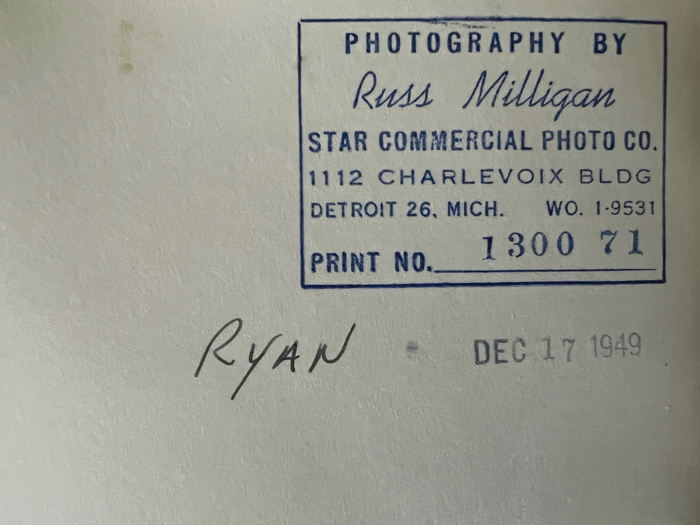 PHOTOGRAPHY BY
Russ Milligan
STAR COMMERCIAL PHOTO CO.
1112 CHARLEVOIX BLDG
DETROIT 26, MICH. WO. 1-9531
PRINT NO. 1300 71
RYAN DEC 17 1949